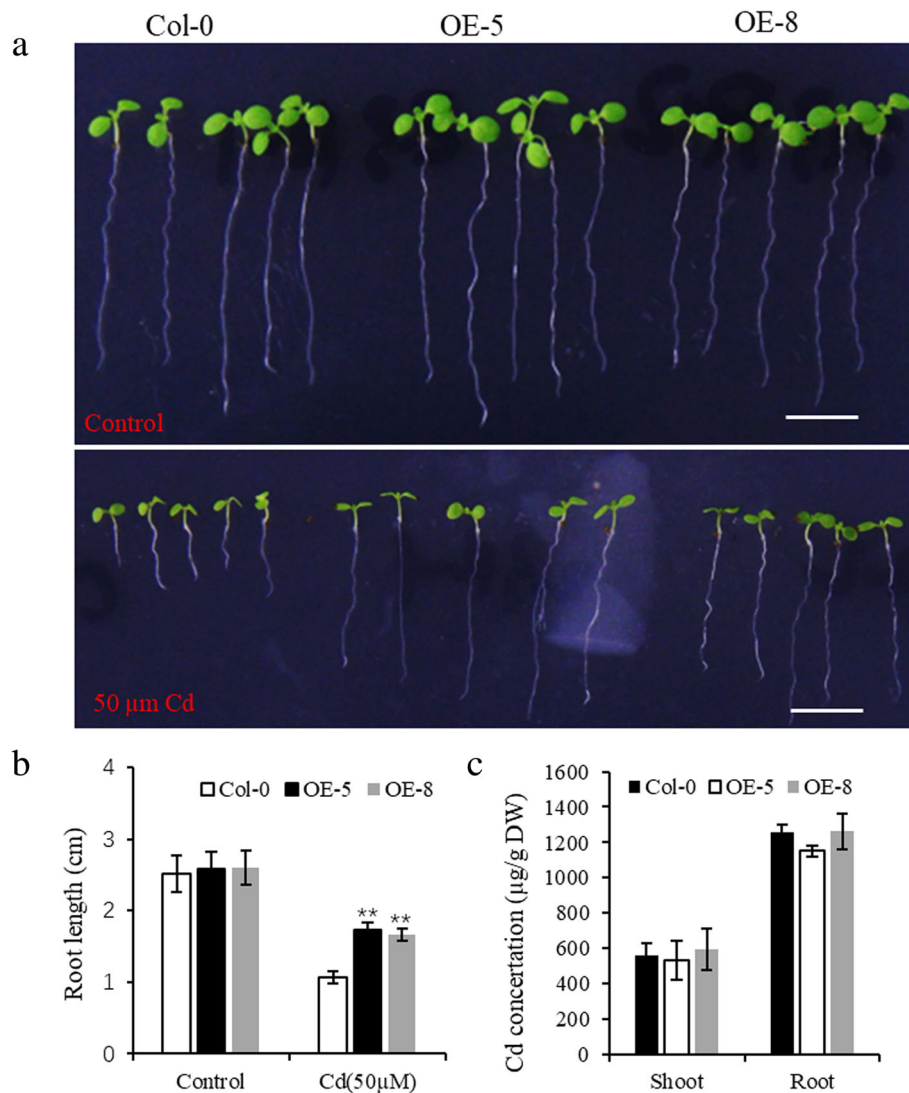 a
Col-0 OE-5 OE-8
Control
50 µm Cd
b
4
3
2
1
0
Root length (cm)
Col-0 OE-5 OE-8
** **
Control Cd(50µM)
c
1600
1400
1200
1000
800
600
400
200
0
Cd concertation (µg/g DW)
Col-0 OE-5 OE-8
Shoot Root